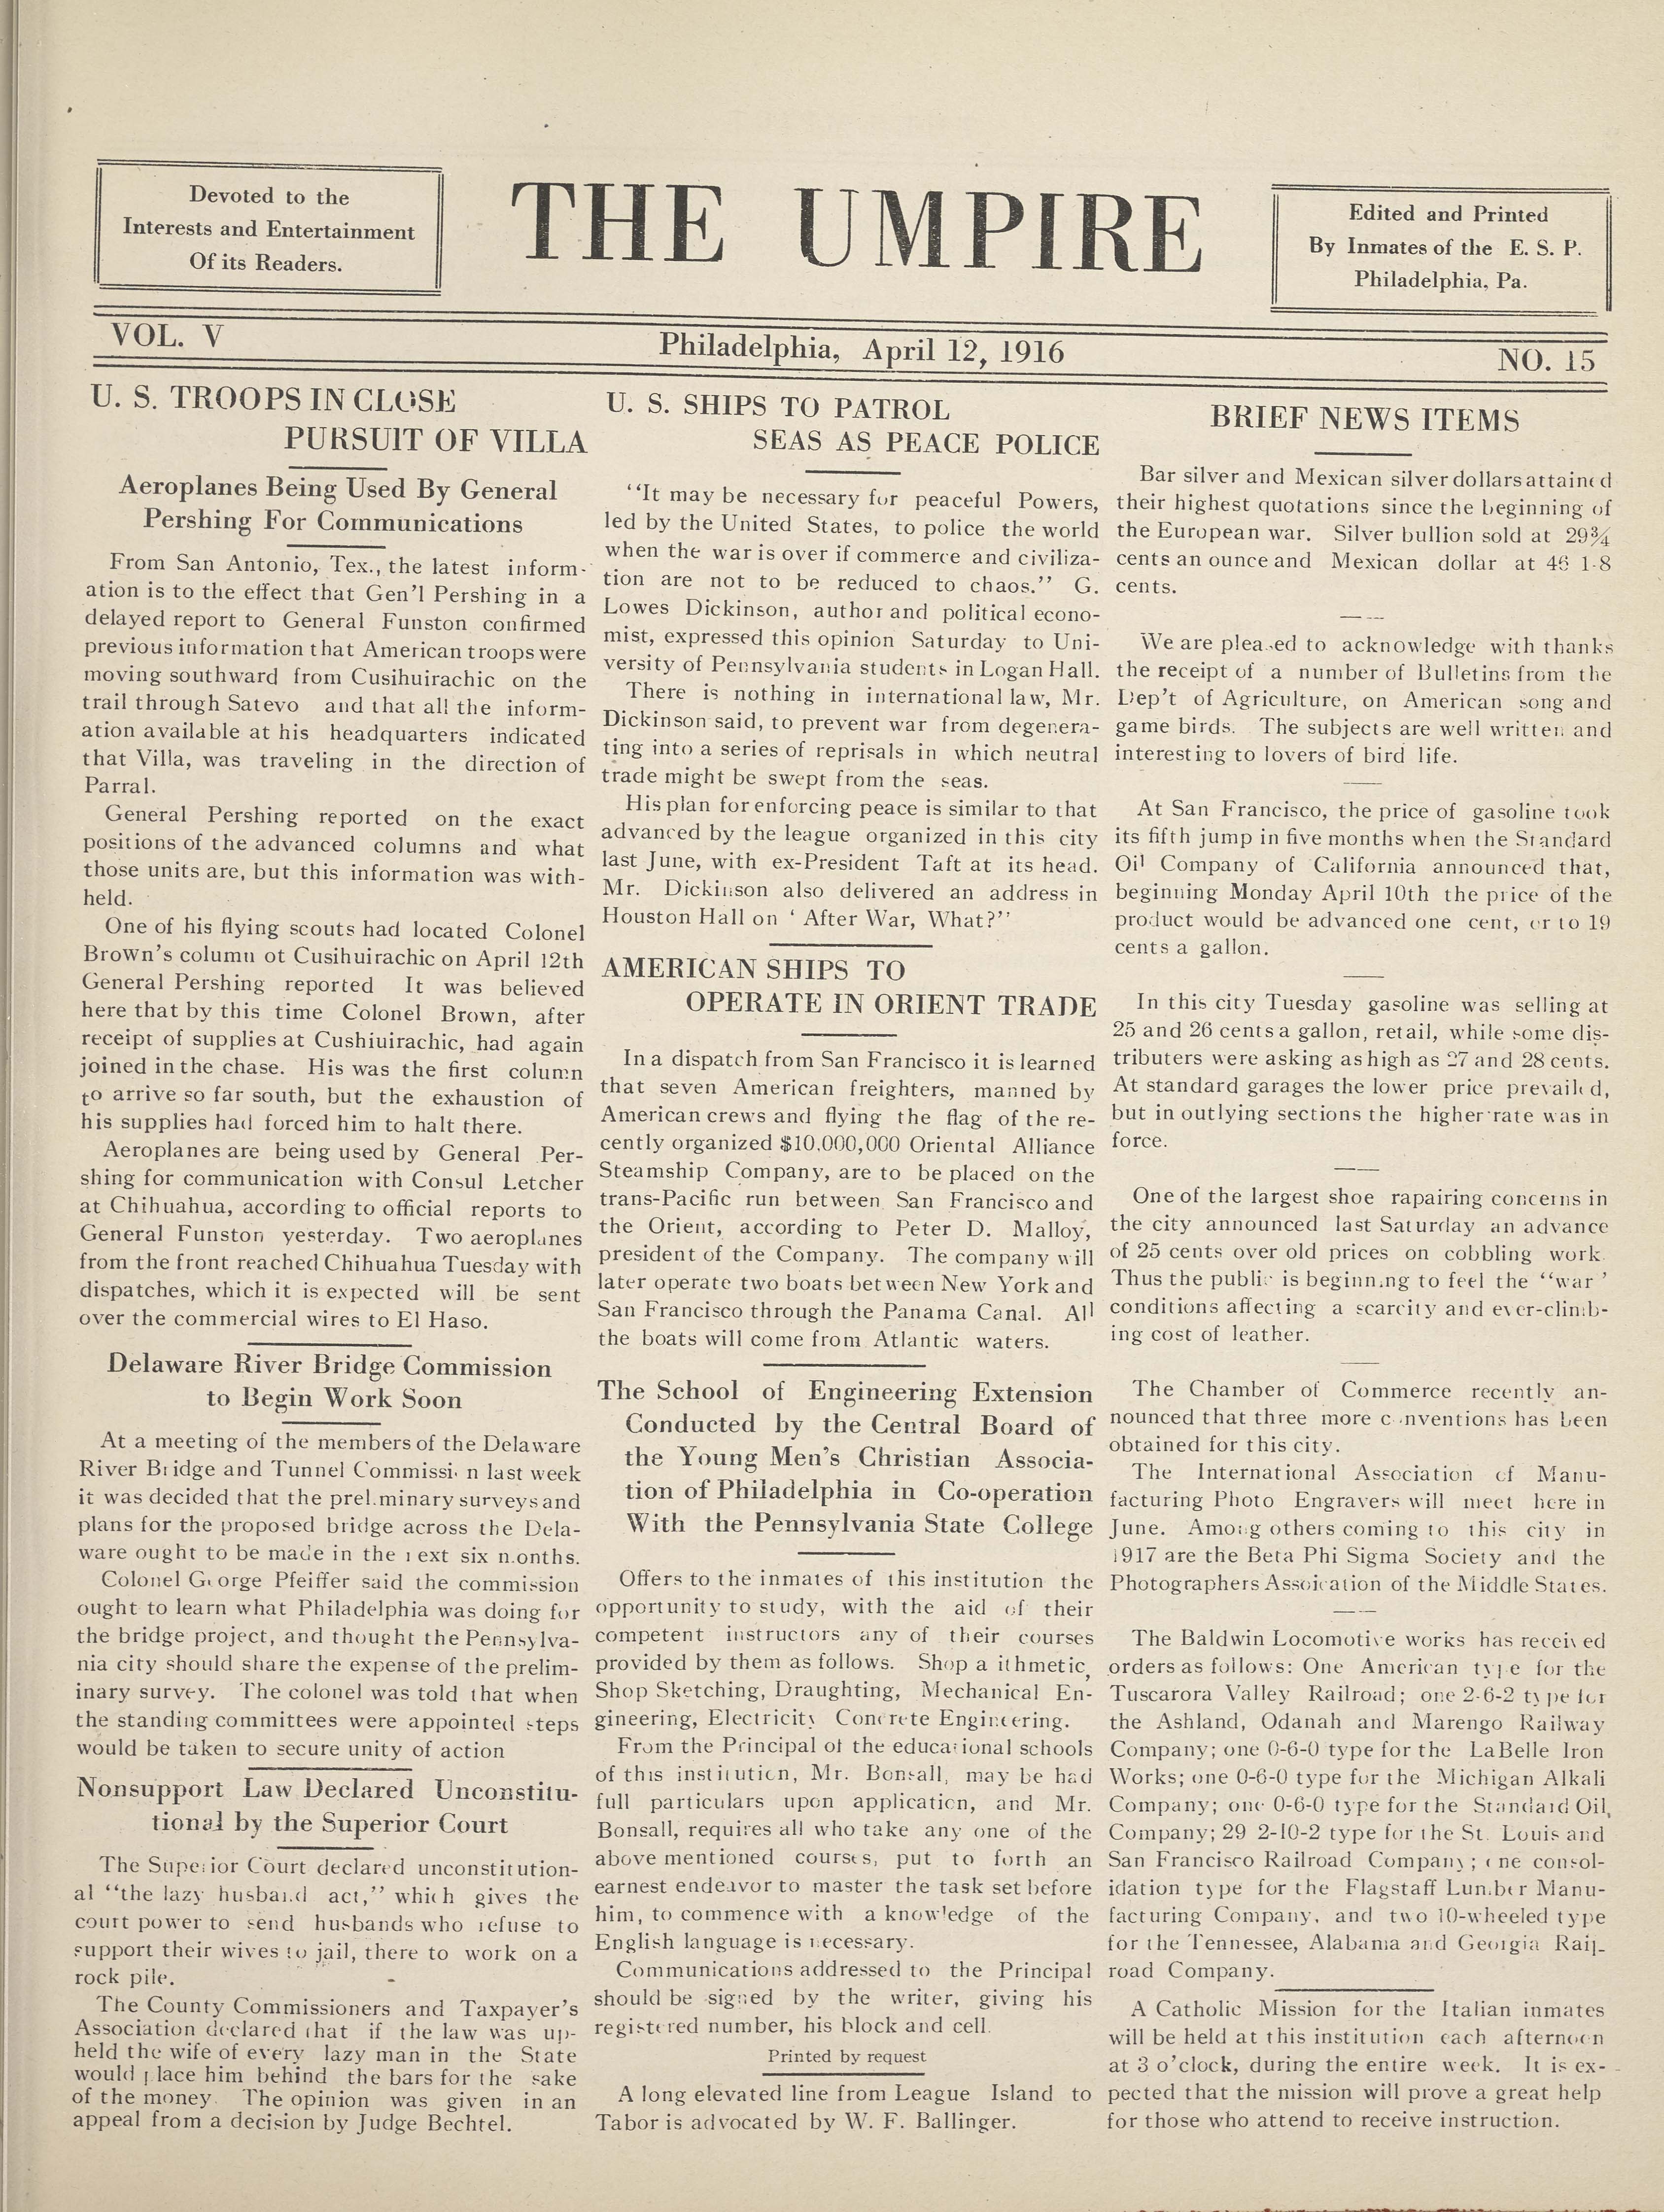 Devoted to the
Interests and Entertainment
Of its Readers.
THE UMPIRE
Edited and Printed
By Inmates of the E. S. P.
Philadelphia, Pa.
VOL. V
Philadelphia, April 12, 1916
NO. 15
U. S. TROOPS IN CLOSE
PURSUIT OF VILLA
Aeroplanes Being Used By General
Pershing For Communications
From San Antonio, Tex., the latest inform-
ation is to the effect that Gen'l Pershing in a
delayed report to General Funston confirmed
previous information that American troops were
moving southward from Cusihuirachic on the
trail through Satevo and that all the inform-
ation available at his headquarters indicated
that Villa, was traveling in the direction of
Parral.
General Pershing reported on the exact
positions of the advanced columns and what
those units are, but this information was with-
held.
One of his flying scouts had located Colonel
Brown's column ot Cusihuirachic on April 12th
General Pershing reported It was believed
here that by this time Colonel Brown, after
receipt of supplies at Cushiuirachic, had again
joined in the chase. His was the first column
to arrive so far south, but the exhaustion of
his supplies had forced him to halt there.
Aeroplanes are being used by General Per-
shing for communication with Consul Letcher
at Chihuahua, according to official reports to
General Funston yesterday. Two aeroplanes
from the front reached Chihuahua Tuesday with
dispatches, which it is expected will be sent
over the commercial wires to El Haso.
Delaware River Bridge Commission
to Begin Work Soon
At a meeting of the members of the Delaware
River Bridge and Tunnel Commission last week
it was decided that the preliminary surveys and
plans for the proposed bridge across the Dela-
ware ought to be made in the next six months.
Colonel George Pfeiffer said the commission
ought to learn what Philadelphia was doing for
the bridge project, and thought the Pennsylva-
nia city should share the expense of the prelim-
inary survey. The colonel was told that when
the standing committees were appointed steps
would be taken to secure unity of action
Nonsupport Law Declared Unconstitu-
tional by the Superior Court
The Superior Court declared unconstitution-
al "the lazy husband act," which gives the
court power to send husbands who refuse to
support their wives to jail, there to work on a
rock pile.
The County Commissioners and Taxpayer's
Association declared that if the law was up-
held the wife of every lazy man in the State
would place him behind the bars for the sake
of the money. The opinion was given in an
appeal from a decision by Judge Bechtel.
U. S. SHIPS TO PATROL
SEAS AS PEACE POLICE
"It may be necessary for peaceful Powers,
led by the United States, to police the world
when the war is over if commerce and civiliza-
tion are not to be reduced to chaos." G.
Lowes Dickinson, author and political econo-
mist, expressed this opinion Saturday to Uni-
versity of Pennsylvania students in Logan Hall.
There is nothing in international law, Mr.
Dickinson said, to prevent war from degenera-
ting into a series of reprisals in which neutral
trade might be swept from the seas.
His plan for enforcing peace is similar to that
advanced by the league organized in this city
last June, with ex-President Taft at its head.
Mr. Dickinson also delivered an address in
Houston Hall on ' After War, What?"
AMERICAN SHIPS TO
OPERATE IN ORIENT TRADE
In a dispatch from San Francisco it is learned
that seven American freighters, manned by
American crews and flying the flag of the re-
cently organized $10.000,000 Oriental Alliance
Steamship Company, are to be placed on the
trans-Pacific run between San Francisco and
the Orient, according to Peter D. Malloy,
president of the Company. The company will
later operate two boats between New York and
San Francisco through the Panama Canal. All
the boats will come from Atlantic waters.
The School of Engineering Extension
Conducted by the Central Board of
the Young Men's Christian Associa-
tion of Philadelphia in Co-operation
With the Pennsylvania State College
Offers to the inmates of this institution the
opportunity to study, with the aid of their
competent instructors any of their courses
provided by them as follows. Shop a ithmetic,
Shop Sketching, Draughting, Mechanical En-
gineering, Electricity Concrete Engineering.
From the Principal of the educational schools
of this institution, Mr. Bonsall, may be had
full particulars upon application, and Mr.
Bonsall, requires all who take any one of the
above mentioned courses, put to forth an
earnest endeavor to master the task set before
him, to commence with a knowledge of the
English language is necessary.
Communications addressed to the Principal
should be signed by the writer, giving his
registered number, his block and cell.
Printed by request
A long elevated line from League Island to
Tabor is advocated by W. F. Ballinger.
BRIEF NEWS ITEMS
Bar silver and Mexican silver dollars attained
their highest quotations since the beginning of
the European war. Silver bullion sold at 29¾
cents an ounce and Mexican dollar at 46 1-8
cents.
We are pleased to acknowledge with thanks
the receipt of a number of Bulletins from the
Dep't of Agriculture, on American song and
game birds. The subjects are well written and
interesting to lovers of bird life.
At San Francisco, the price of gasoline took
its fifth jump in five months when the Standard
Oil Company of California announced that,
beginning Monday April 10th the price of the
product would be advanced one cent, or to 19
cents a gallon.
In this city Tuesday gasoline was selling at
25 and 26 cents a gallon, retail, while some dis-
tributers were asking as high as 27 and 28 cents.
At standard garages the lower price prevailed,
but in outlying sections the higher rate was in
force.
One of the largest shoe rapairing concerns in
the city announced last Saturday an advance
of 25 cents over old prices on cobbling work.
Thus the public is beginning to feel the "war '
conditions affecting a scarcity and ever-climb-
ing cost of leather.
The Chamber of Commerce recently an-
nounced that three more conventions has been
obtained for this city.
The International Association of Manu-
facturing Photo Engravers will meet here in
June. Among others coming to this city in
1917 are the Beta Phi Sigma Society and the
Photographers Assoication of the Middle States.
The Baldwin Locomotive works has received
orders as follows: One American type for the
Tuscarora Valley Railroad; one 2-6-2 type for
the Ashland, Odanah and Marengo Railway
Company; one 0-6-0 type for the LaBelle Iron
Works; one 0-6-0 type for the Michigan Alkali
Company; one 0-6-0 type for the Standard Oil,
Company; 29 2-10-2 type for the St. Louis and
San Francisco Railroad Company; one consol-
idation type for the Flagstaff Lumber Manu-
facturing Company, and two 10-wheeled type
for the Tennessee, Alabama and Georgia Rail-
road Company.
A Catholic Mission for the Italian inmates
will be held at this institution each afternoon
at 3 o'clock, during the entire week. It is ex-
pected that the mission will prove a great help
for those who attend to receive instruction.